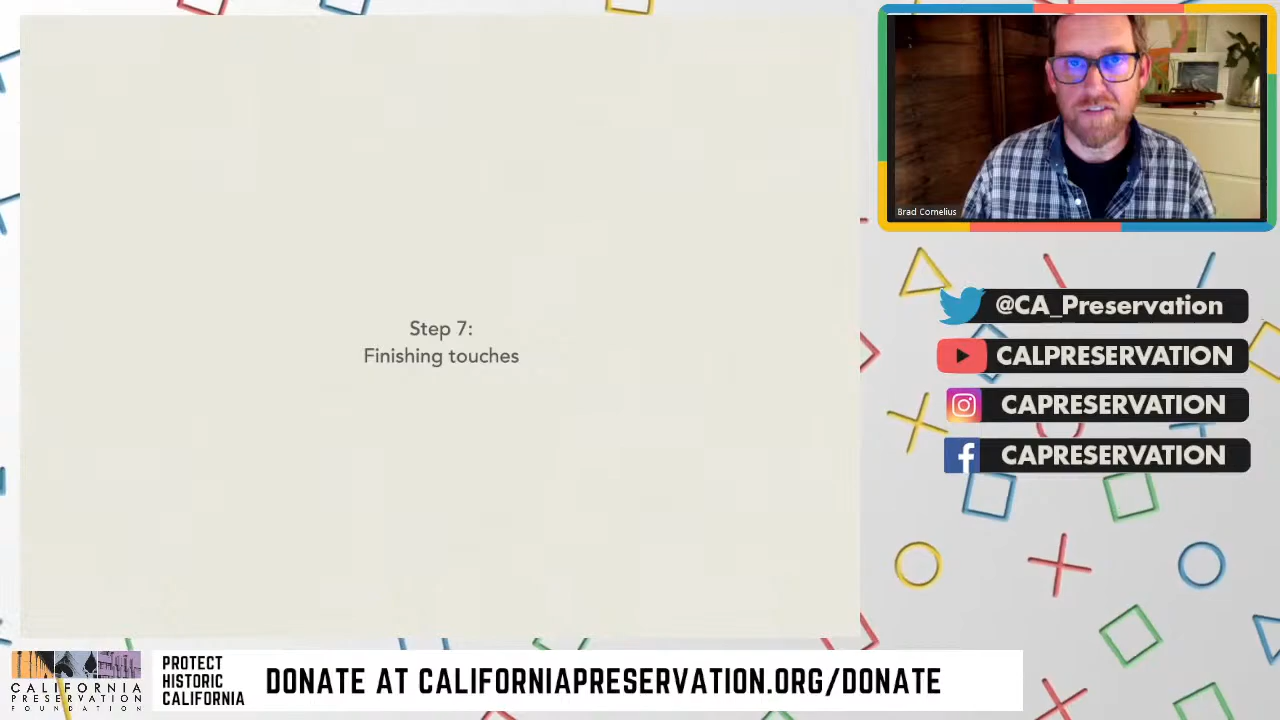 Step 7:
Finishing touches
Brad Cornelius
@CA_Preservation
CALPRESERVATION
CAPRESERVATION
CAPRESERVATION
CALIFORNIA
PRESERVATION
FOUNDATION
PROTECT
HISTORIC
CALIFORNIA
DONATE AT CALIFORNIAPRESERVATION.ORG/DONATE